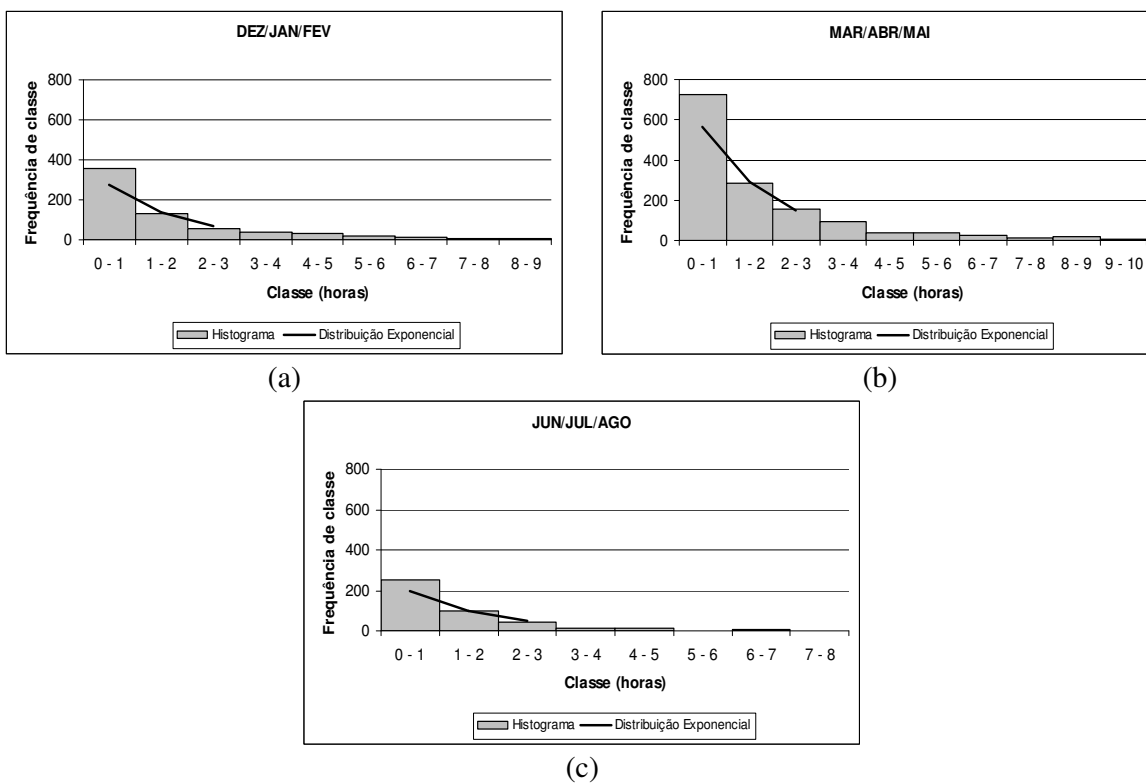 DEZ/JAN/FEV
Frequência de classe
800
600
400
200
0
0 - 1 1 - 2 2 - 3 3 - 4 4 - 5 5 - 6 6 - 7 7 - 8 8 - 9
Classe (horas)
Histograma Distribuição Exponencial
(a)
MAR/ABR/MAI
Frequência de classe
800
600
400
200
0
0 - 1 1 - 2 2 - 3 3 - 4 4 - 5 5 - 6 6 - 7 7 - 8 8 - 9 9 - 10
Classe (horas)
Histograma Distribuição Exponencial
(b)
JUN/JUL/AGO
Frequência de classe
800
600
400
200
0
0 - 1 1 - 2 2 - 3 3 - 4 4 - 5 5 - 6 6 - 7 7 - 8
Classe (horas)
Histograma Distribuição Exponencial
(c)